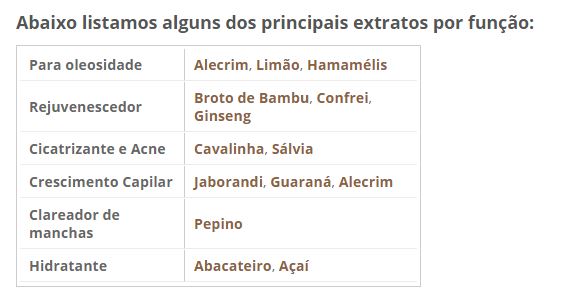 Abaixo listamos alguns dos principais extratos por função:
Para oleosidade Alecrim, Limão, Hamamélis
Rejuvenescedor Broto de Bambu, Confrei,
Ginseng
Cicatrizante e Acne Cavalinha, Sálvia
Crescimento Capilar Jaborandi, Guaraná, Alecrim
Clareador de
manchas Pepino
Hidratante Abacateiro, Açaí